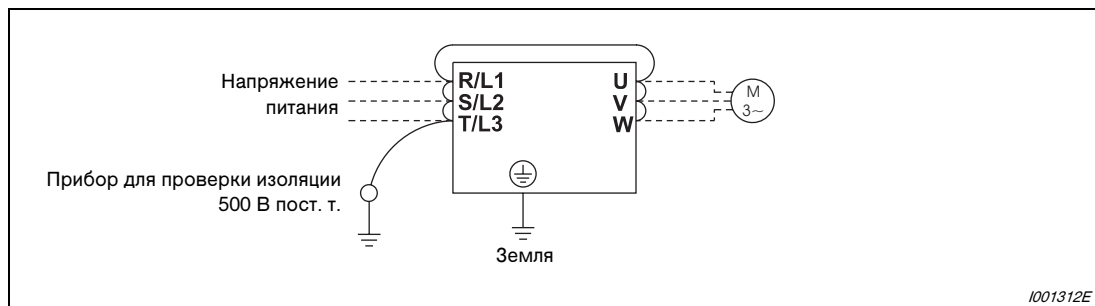 Напряжение
питания
R/L1
S/L2
T/L3
U
V
W
M
3~
Прибор для проверки изоляции
500 В пост. т.
Земля
I001312E